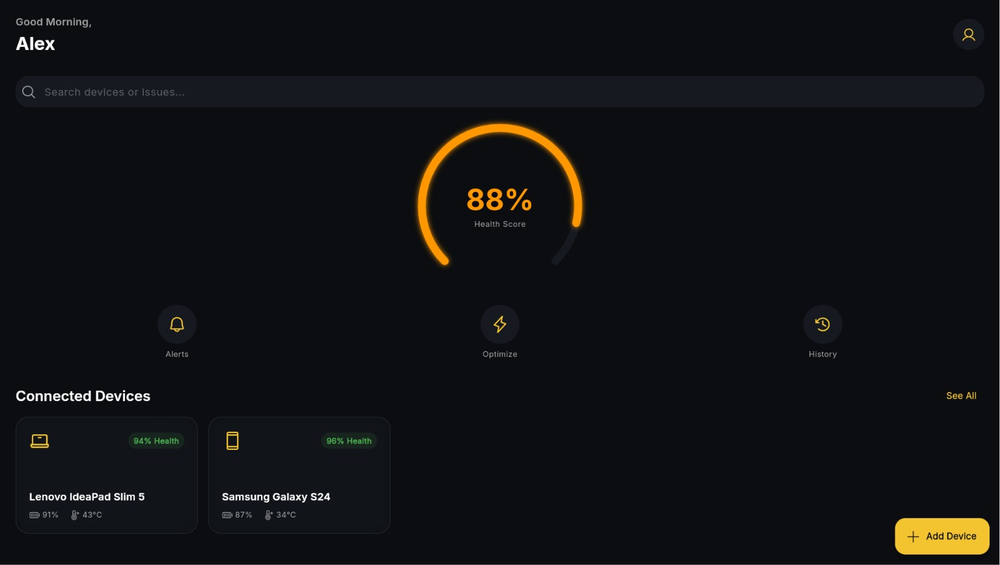 Good Morning,
Alex
Search devices or issues...
88%
Health Score
Alerts
Optimize
History
Connected Devices
See All
94% Health
Lenovo IdeaPad Slim 5
91% 43°C
96% Health
Samsung Galaxy S24
87% 34°C
Add Device